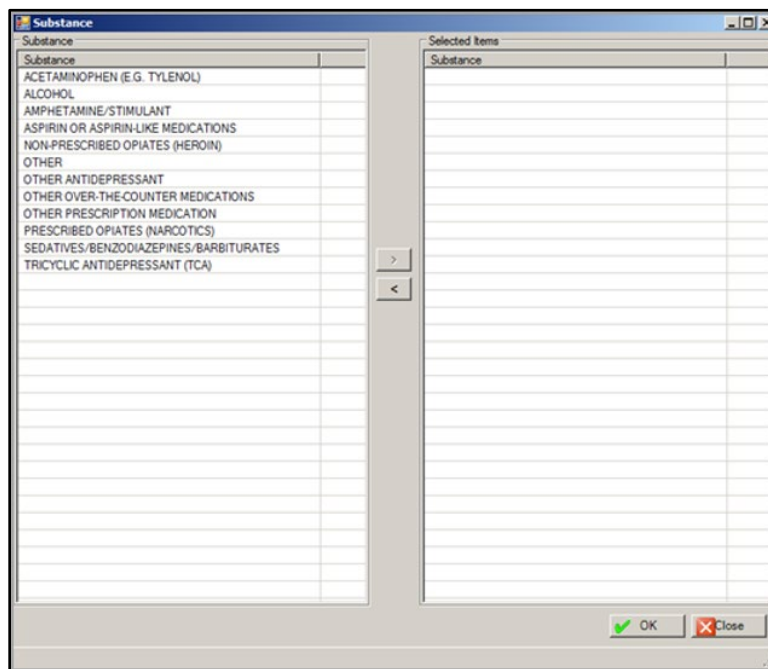 Substance
Substance
Selected Items
Substance
Substance
ACETAMINOPHEN (E.G. TYLENOL)
ALCOHOL
AMPHETAMINE/STIMULANT
ASPIRIN OR ASPIRIN-LIKE MEDICATIONS
NON-PRESCRIBED OPIATES (HEROIN)
OTHER
OTHER ANTIDEPRESSANT
OTHER OVER-THE-COUNTER MEDICATIONS
OTHER PRESCRIPTION MEDICATION
PRESCRIBED OPIATES (NARCOTICS)
SEDATIVES/BENZODIAZEPINES/BARBITURATES
TRICYCLIC ANTIDEPRESSANT (TCA)
>
<
OK
Close